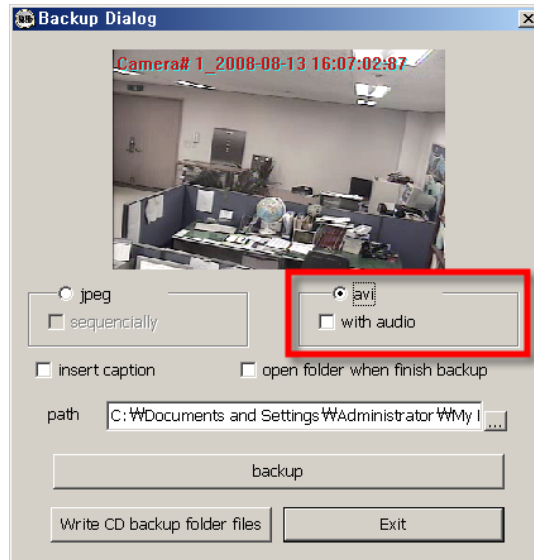 Backup Dialog
Camera# 1_2008-08-13 16:07:02:87
jpeg
sequencially
avi
with audio
insert caption
open folder when finish backup
path
C:₩Documents and Settings₩Administrator₩My
...
backup
Write CD backup folder files
Exit